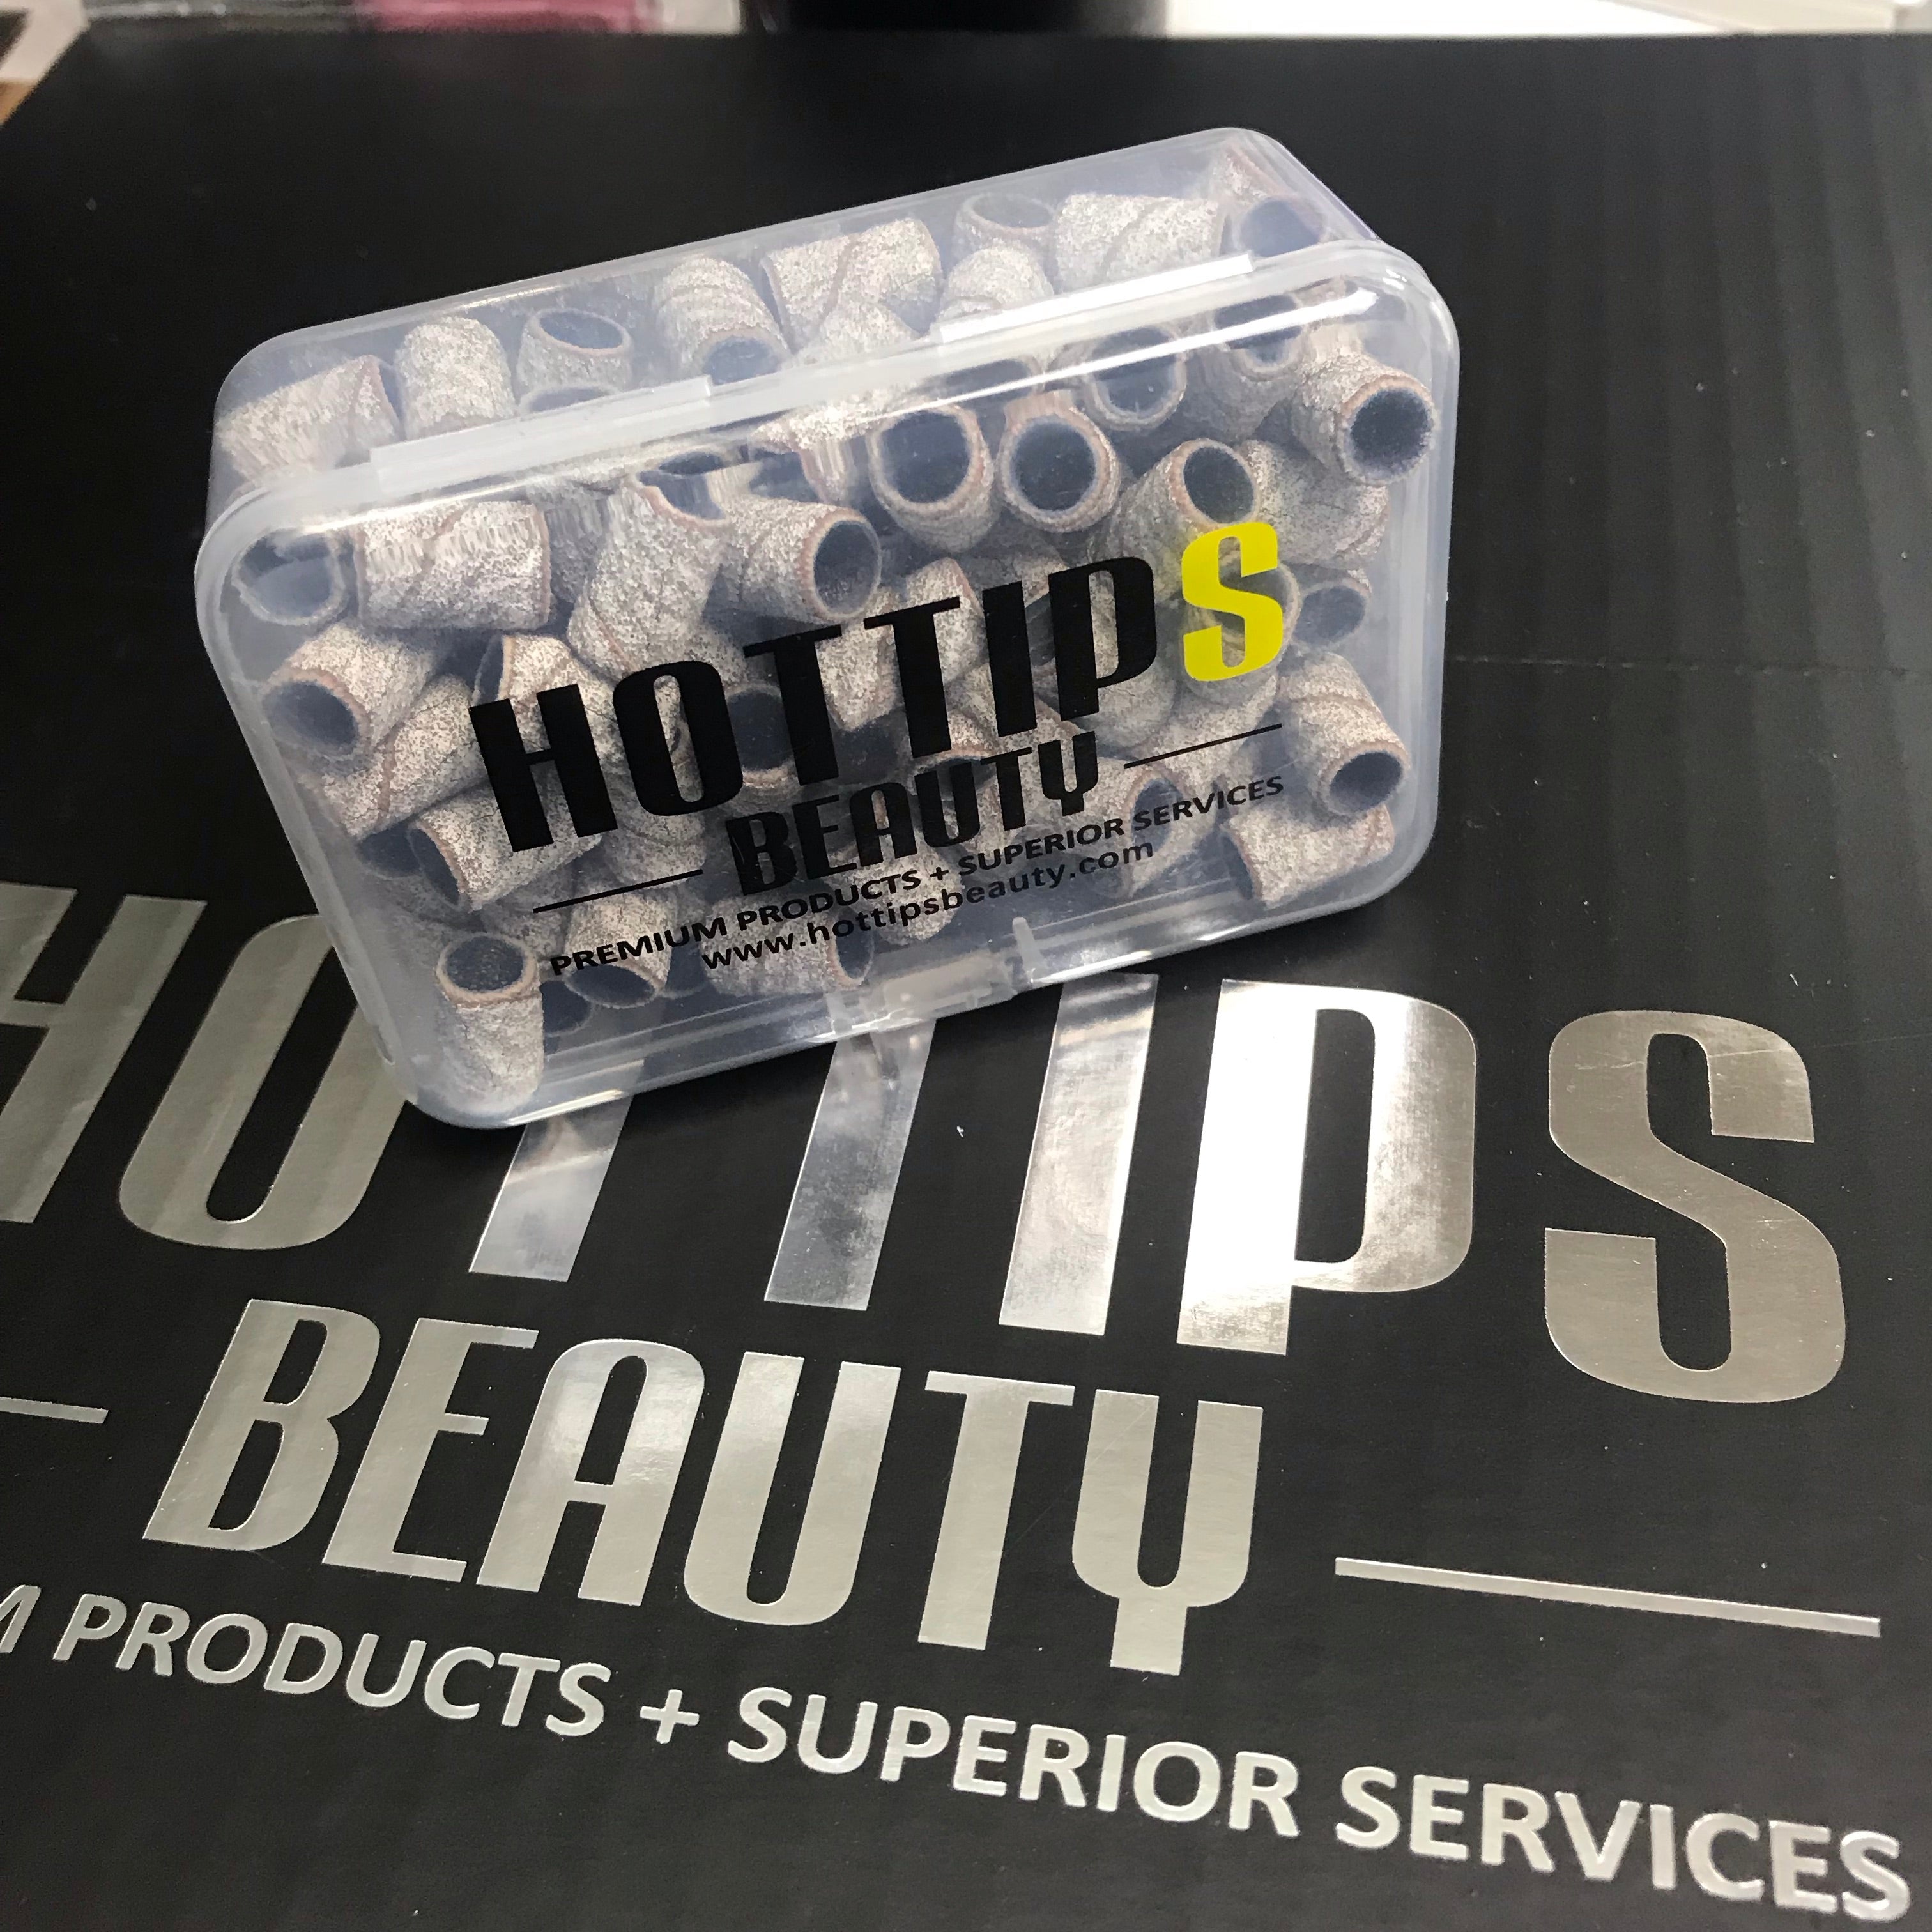 HOTTIPS
BEAUTY
PREMIUM PRODUCTS + SUPERIOR SERVICES
www.hottipsbeauty.com
HOTTIPS
BEAUTY
M PRODUCTS + SUPERIOR SERVICES